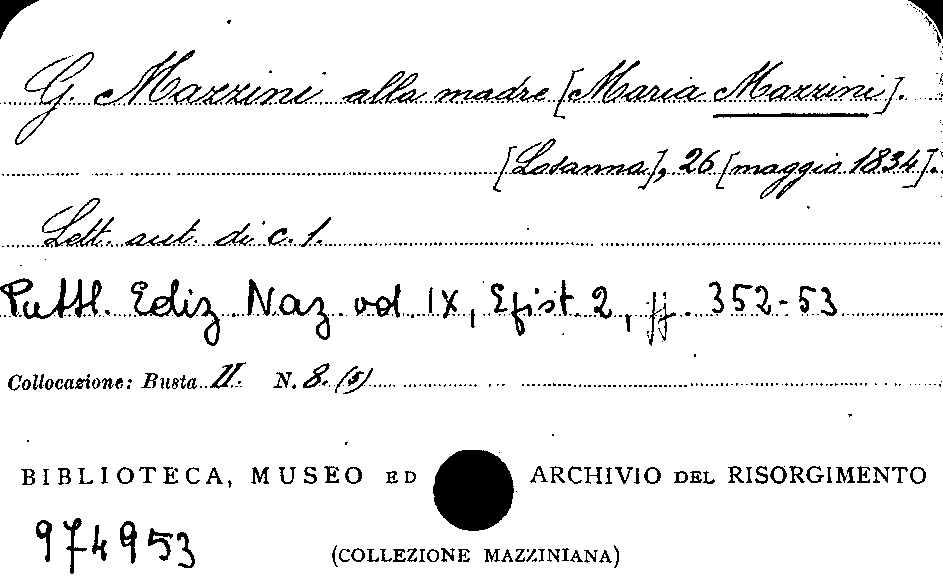 G. Mazzini alla madre [Maria Mazzini].
[Losanna], 26 [maggio 1834].
Lett. aut. di c. 1.
Pubbl. Ediz. Naz. vol. IX, Epist. 2, pp. 352-53
Collocazione: Busta II. N. 8. (5)
BIBLIOTECA, MUSEO ED ARCHIVIO DEL RISORGIMENTO
974953
(COLLEZIONE MAZZINIANA)